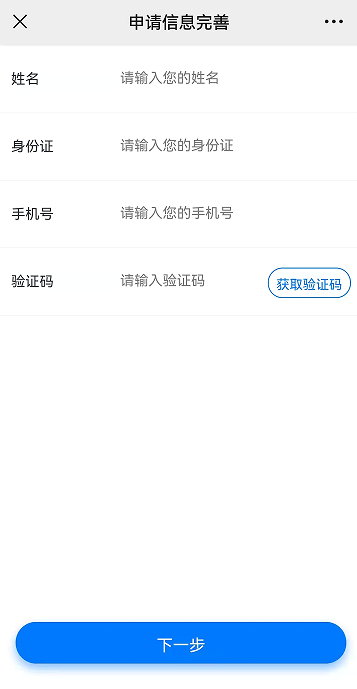 申请信息完善
姓名 请输入您的姓名
身份证 请输入您的身份证
手机号 请输入您的手机号
验证码 请输入验证码 获取验证码
下一步